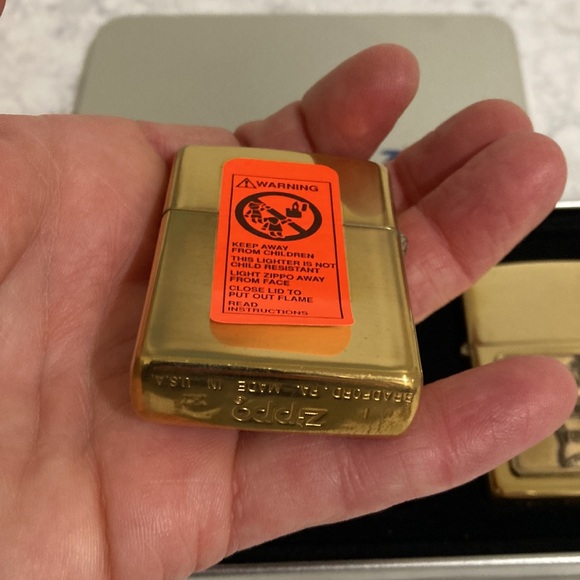 WARNING
KEEP AWAY
FROM CHILDREN
THIS LIGHTER IS NOT
CHILD RESISTANT
LIGHT ZIPPO AWAY
FROM FACE
CLOSE LID TO
PUT OUT FLAME
READ
INSTRUCTIONS
Zippo ®
BRADFORD, PA. MADE IN U.S.A.